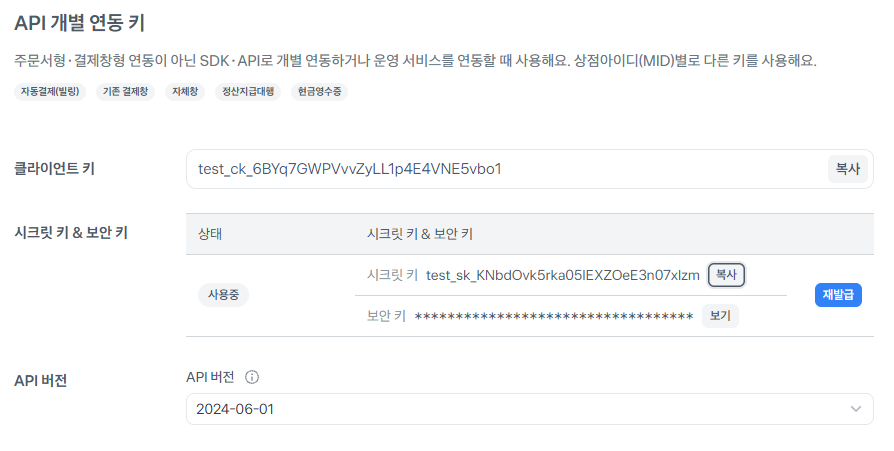 API 개별 연동 키
주문서형·결제창형 연동이 아닌 SDK·API로 개별 연동하거나 운영 서비스를 연동할 때 사용해요. 상점아이디(MID)별로 다른 키를 사용해요.
자동결제(빌링) 기존 결제창 자체창 정산지급대행 현금영수증
클라이언트 키 test_ck_6BYq7GWPVvvZyLL1p4E4VNE5vbo1 복사
시크릿 키 & 보안 키 상태 시크릿 키 & 보안 키
사용중 시크릿 키 test_sk_KNbdOvk5rka05lEXZOeE3n07xlzm 복사 재발급
보안 키 ********************************** 보기
API 버전 API 버전
2024-06-01